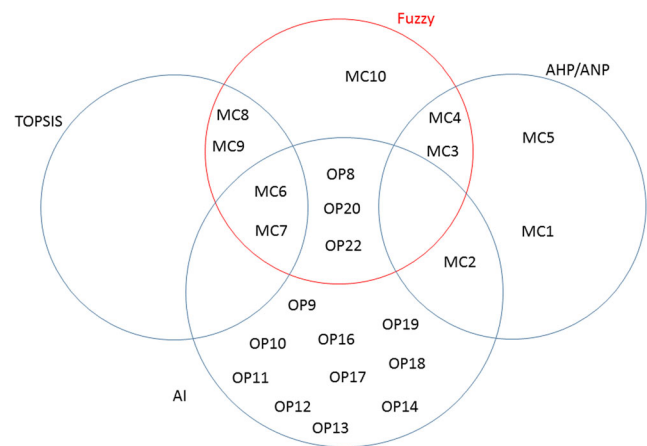 Fuzzy
AHP/ANP
TOPSIS
MC10
MC8
MC9
MC4
MC3
MC5
OP8
OP20
OP22
MC6
MC7
MC1
MC2
OP9
OP10
OP16
OP19
OP11
OP17
OP18
AI
OP12
OP13
OP14